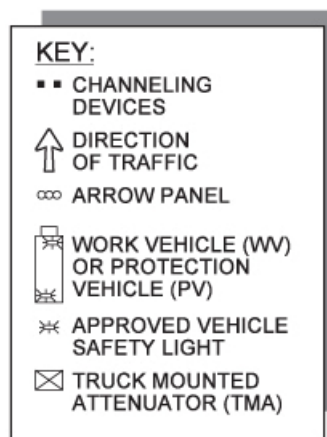 KEY:
CHANNELING
DEVICES
DIRECTION
OF TRAFFIC
ARROW PANEL
WORK VEHICLE (WV)
OR PROTECTION
VEHICLE (PV)
APPROVED VEHICLE
SAFETY LIGHT
TRUCK MOUNTED
ATTENUATOR (TMA)